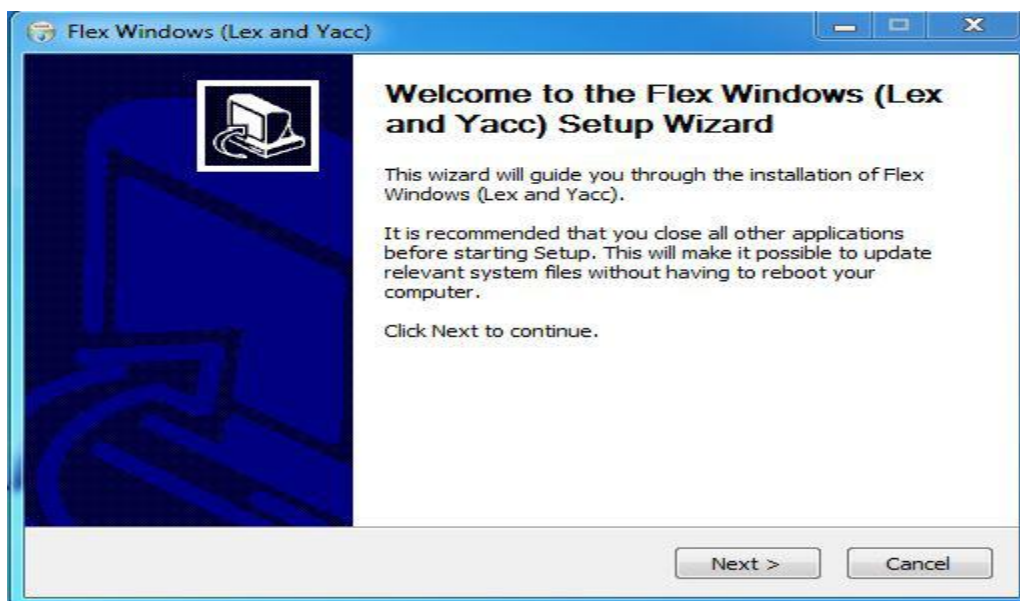 Flex Windows (Lex and Yacc)
Welcome to the Flex Windows (Lex
and Yacc) Setup Wizard
This wizard will guide you through the installation of Flex
Windows (Lex and Yacc).
It is recommended that you close all other applications
before starting Setup. This will make it possible to update
relevant system files without having to reboot your
computer.
Click Next to continue.
Next >
Cancel